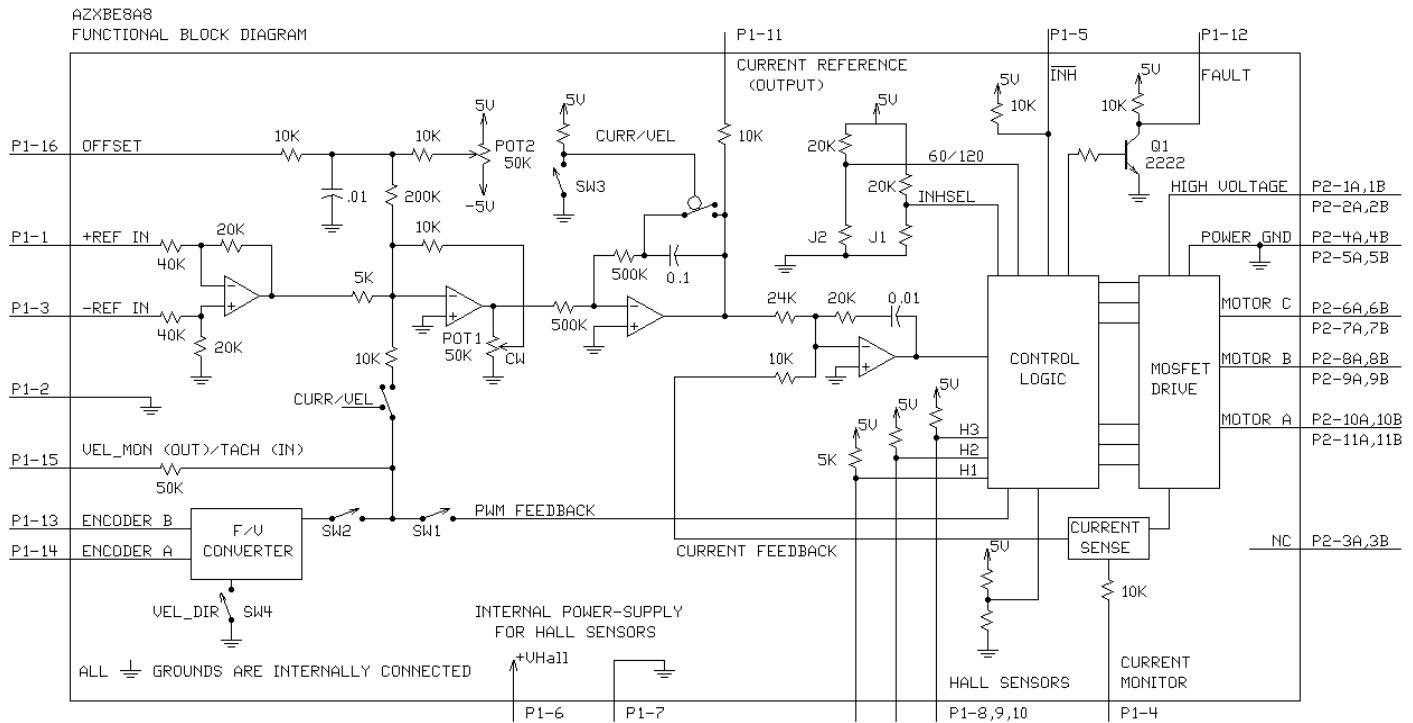 AZXBE8A8
FUNCTIONAL BLOCK DIAGRAM
P1-11
P1-5
P1-12
CURRENT REFERENCE
(OUTPUT)
INH
FAULT
5V
10K
5V
10K
Q1
2222
P1-16
OFFSET
10K
10K
5V
POT2
50K
-5V
.01
200K
5V
CURR/VEL
SW3
10K
5V
20K
60/120
20K
INHSEL
J2
J1
HIGH VOLTAGE
P2-1A,1B
P2-2A,2B
P1-1
+REF IN
20K
40K
10K
500K
0.1
POWER GND
P2-4A,4B
P2-5A,5B
5K
P1-3
-REF IN
40K
20K
POT1
50K
CW
500K
24K
20K
0.01
10K
CONTROL
LOGIC
MOSFET
DRIVE
MOTOR C
P2-6A,6B
P2-7A,7B
MOTOR B
P2-8A,8B
P2-9A,9B
MOTOR A
P2-10A,10B
P2-11A,11B
10K
P1-2
CURR/VEL
5V
5V
5V
5K
H3
H2
H1
VEL_MON (OUT)/TACH (IN)
P1-15
50K
P1-13
ENCODER B
P1-14
ENCODER A
F/V
CONVERTER
SW2
SW1
PWM FEEDBACK
CURRENT FEEDBACK
CURRENT
SENSE
NC
P2-3A,3B
5V
10K
VEL_DIR
SW4
INTERNAL POWER-SUPPLY
FOR HALL SENSORS
+VHall
ALL GROUNDS ARE INTERNALLY CONNECTED
HALL SENSORS
CURRENT
MONITOR
P1-6
P1-7
P1-8,9,10
P1-4